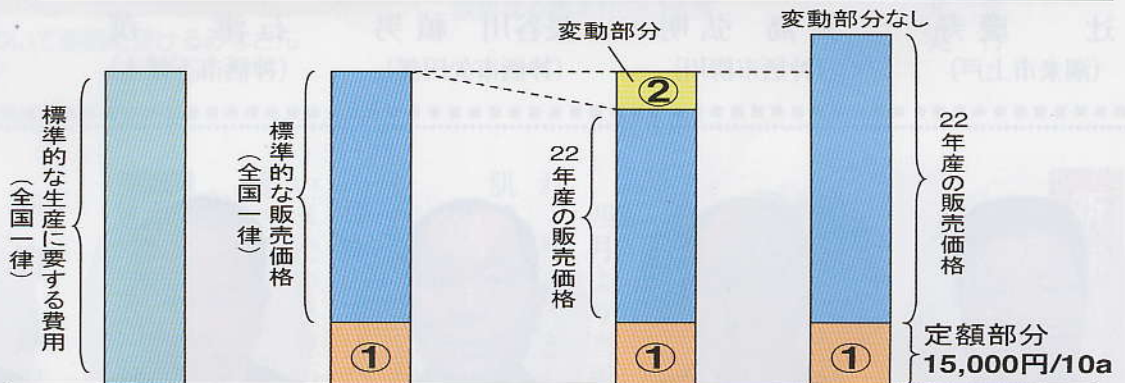 変動部分
変動部分なし
標準的な生産に要する費用
（全国一律）
標準的な販売価格
（全国一律）
②
22年産の販売価格
22年産の販売価格
①
①
①
定額部分
15,000円/10a